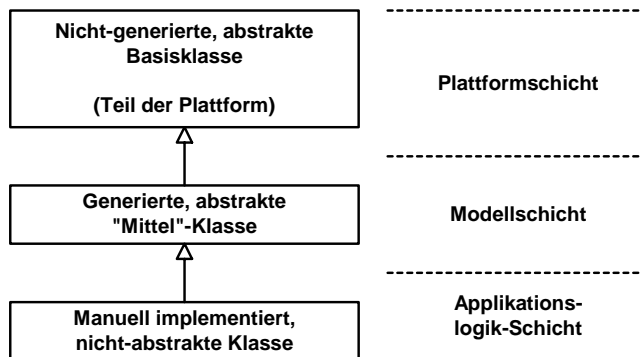 Nicht-generierte, abstrakte
Basisklasse
(Teil der Plattform)
Plattformschicht
Generierte, abstrakte
"Mittel"-Klasse
Modellschicht
Manuell implementiert,
nicht-abstrakte Klasse
Applikations-
logik-Schicht